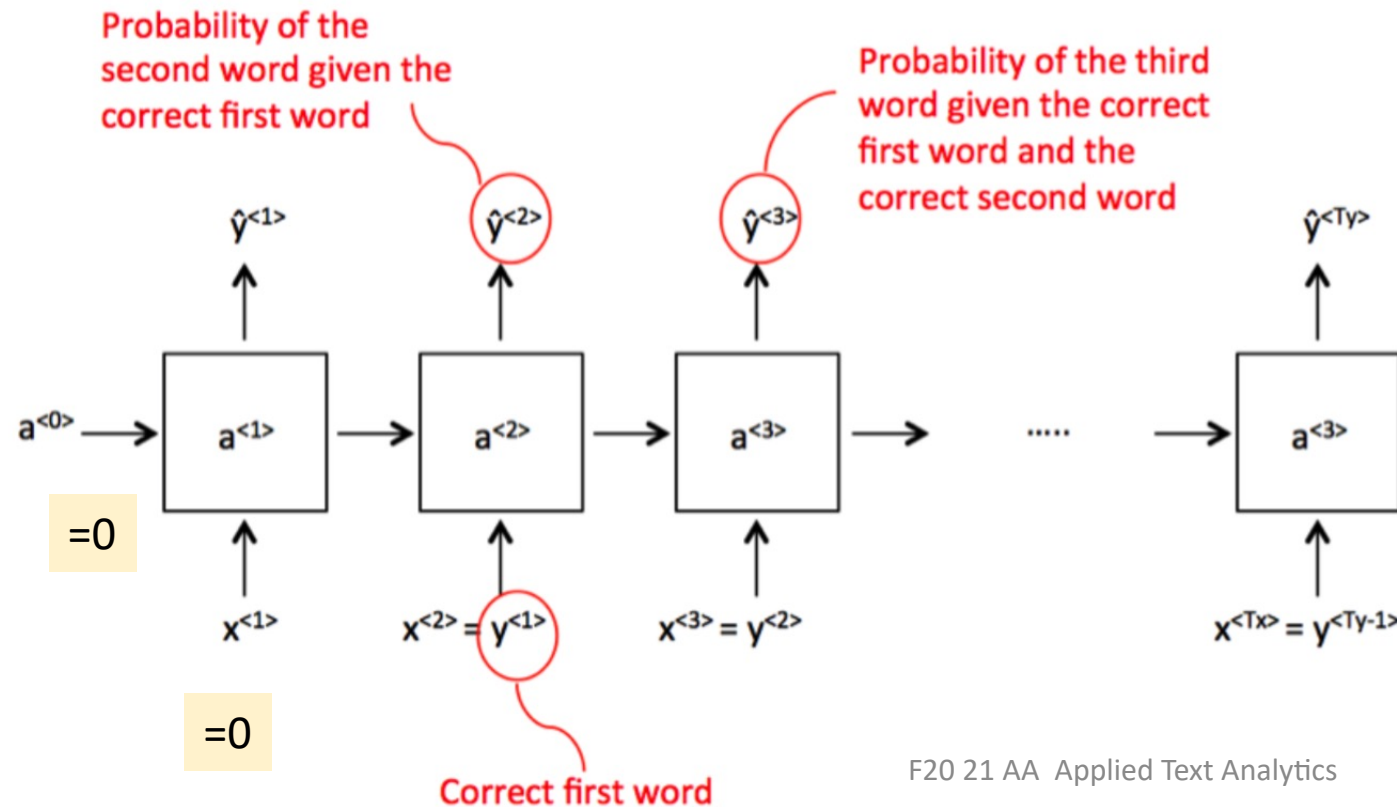 Probability of the
second word given the
correct first word
Probability of the third
word given the correct
first word and the
correct second word
ŷ<1>
ŷ<2>
ŷ<3>
ŷ<Ty>
a<0>
a<1>
a<2>
a<3>
.....
a<3>
=0
x<1>
x<2> = y<1>
x<3> = y<2>
x<Tx> = y<Ty-1>
=0
Correct first word
F20 21 AA Applied Text Analytics